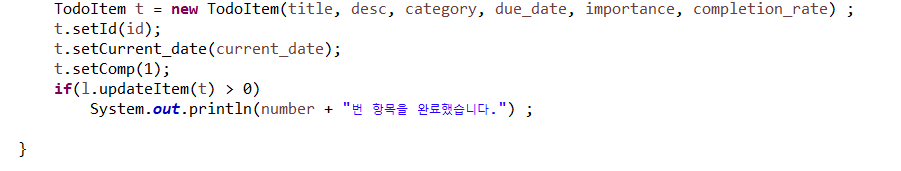 TodoItem t = new TodoItem(title, desc, category, due_date, importance, completion_rate) ;
t.setId(id);
t.setCurrent_date(current_date);
t.setComp(1);
if(l.updateItem(t) > 0)
System.out.println(number + "번 항목을 완료했습니다.") ;
}